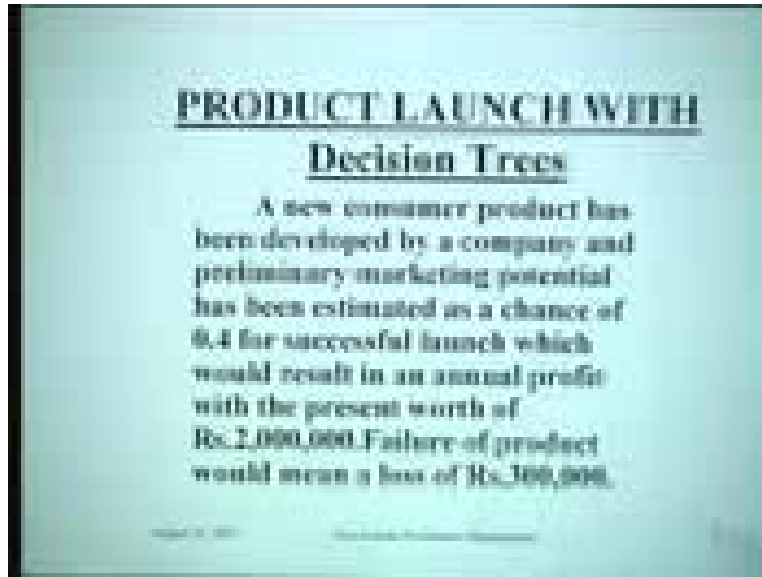 PRODUCT LAUNCH WITH
Decision Trees
A new consumer product has
been developed by a company and
preliminary marketing potential
has been estimated as a chance of
0.4 for successful launch which
would result in an annual profit
with the present worth of
Rs.2,000,000.Failure of product
would mean a loss of Rs.300,000.